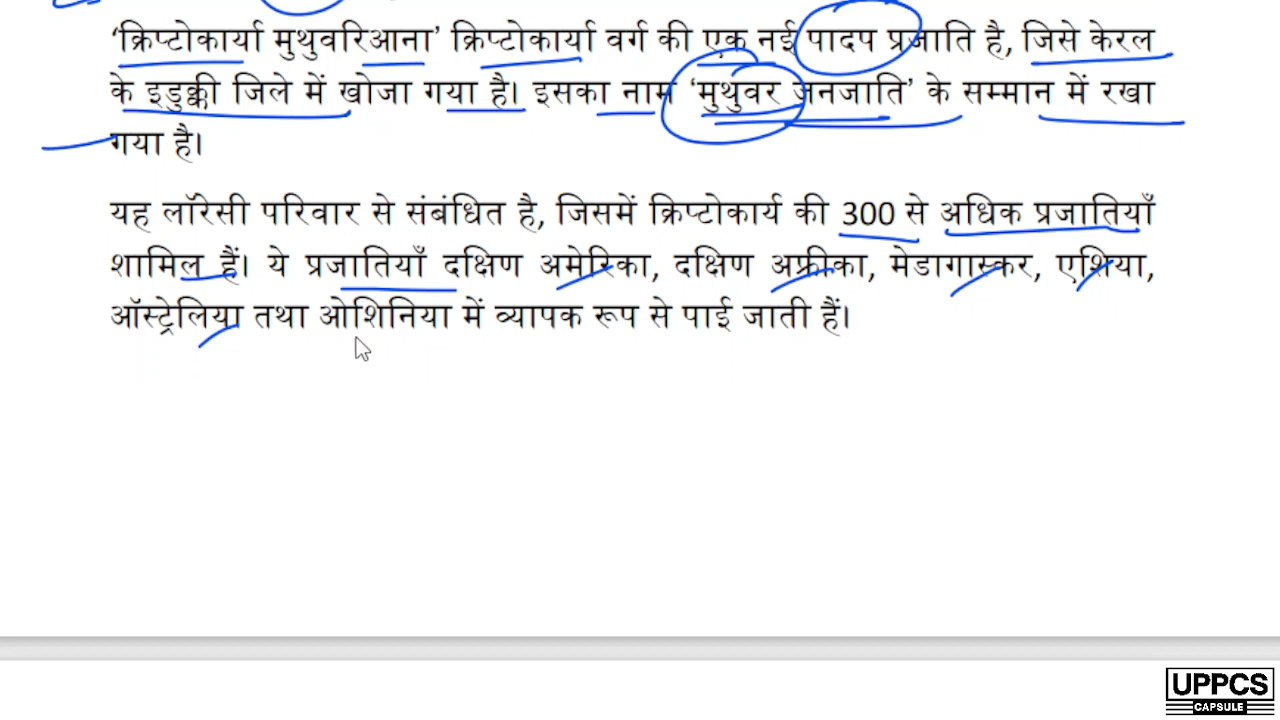 ‘क्रिप्टोकार्या मुथुवरिआना’ क्रिप्टोकार्या वर्ग की एक नई पादप प्रजाति है, जिसे केरल
के इडुक्की जिले में खोजा गया है। इसका नाम ‘मुथुवर जनजाति’ के सम्मान में रखा
गया है।
यह लॉरेसी परिवार से संबंधित है, जिसमें क्रिप्टोकार्य की 300 से अधिक प्रजातियाँ
शामिल हैं। ये प्रजातियाँ दक्षिण अमेरिका, दक्षिण अफ्रीका, मेडागास्कर, एशिया,
ऑस्ट्रेलिया तथा ओशिनिया में व्यापक रूप से पाई जाती हैं।
UPPCS
CAPSULE